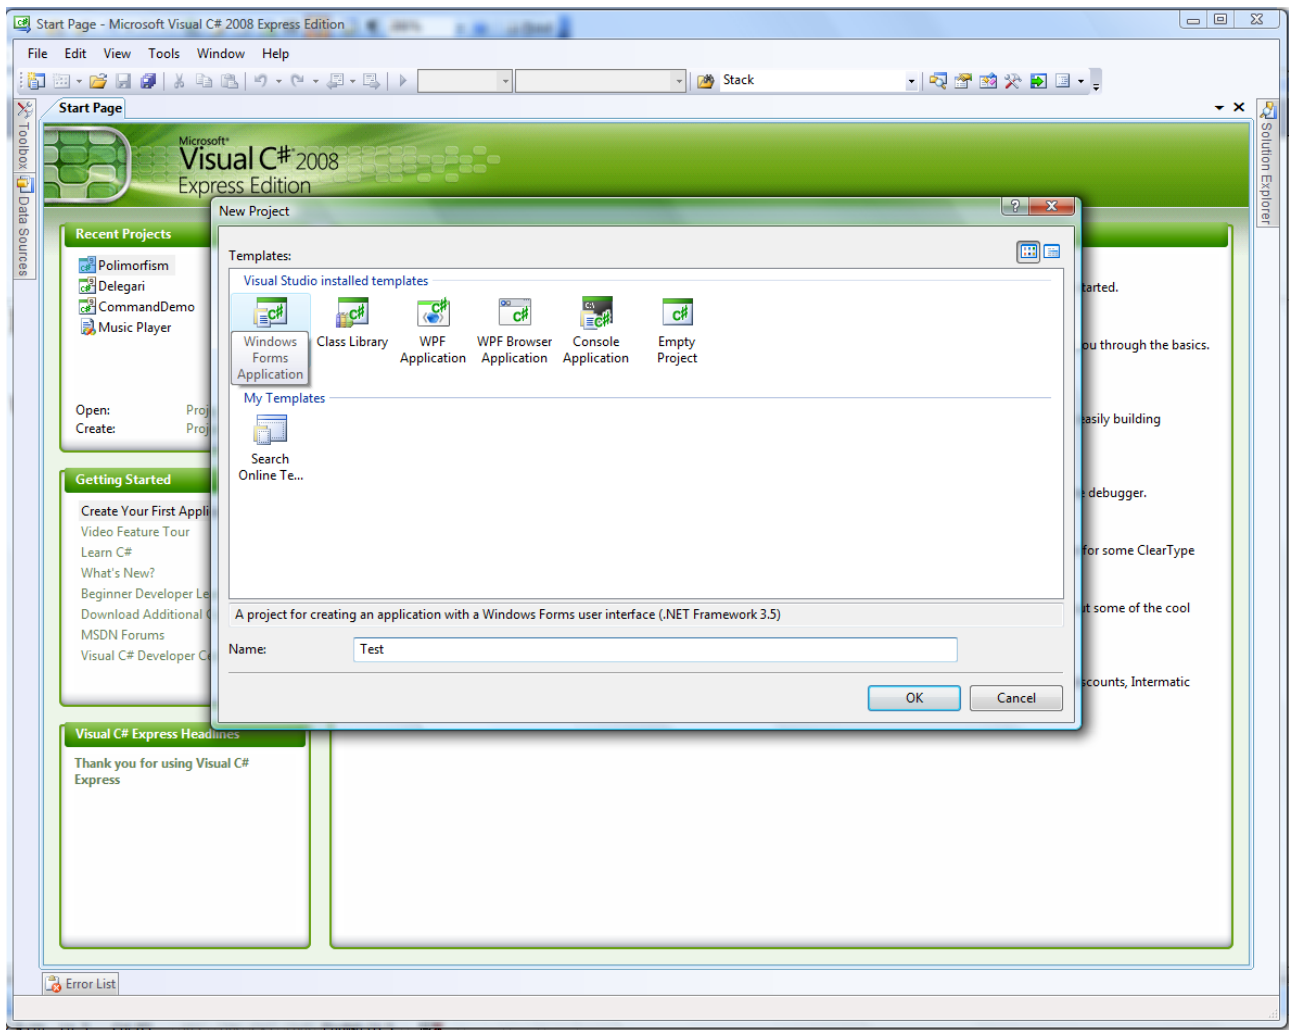 Start Page - Microsoft Visual C# 2008 Express Edition
File Edit View Tools Window Help
Stack
Start Page
Toolbox
Data Sources
Solution Explorer
Microsoft
Visual C# 2008
Express Edition
New Project
Recent Projects
Polimorfism
Delegari
CommandDemo
Music Player
Open: Proj
Create: Proj
Getting Started
Create Your First Appli
Video Feature Tour
Learn C#
What's New?
Beginner Developer Le
Download Additional
MSDN Forums
Visual C# Developer Ce
Visual C# Express Headlines
Thank you for using Visual C#
Express
Templates:
Visual Studio installed templates
Windows
Forms
Application
Class Library
WPF
Application
WPF Browser
Application
Console
Application
Empty
Project
My Templates
Search
Online Te...
A project for creating an application with a Windows Forms user interface (.NET Framework 3.5)
Name: Test
OK Cancel
tarted.
ou through the basics.
easily building
debugger.
for some ClearType
t some of the cool
scounts, Intermatic
Error List